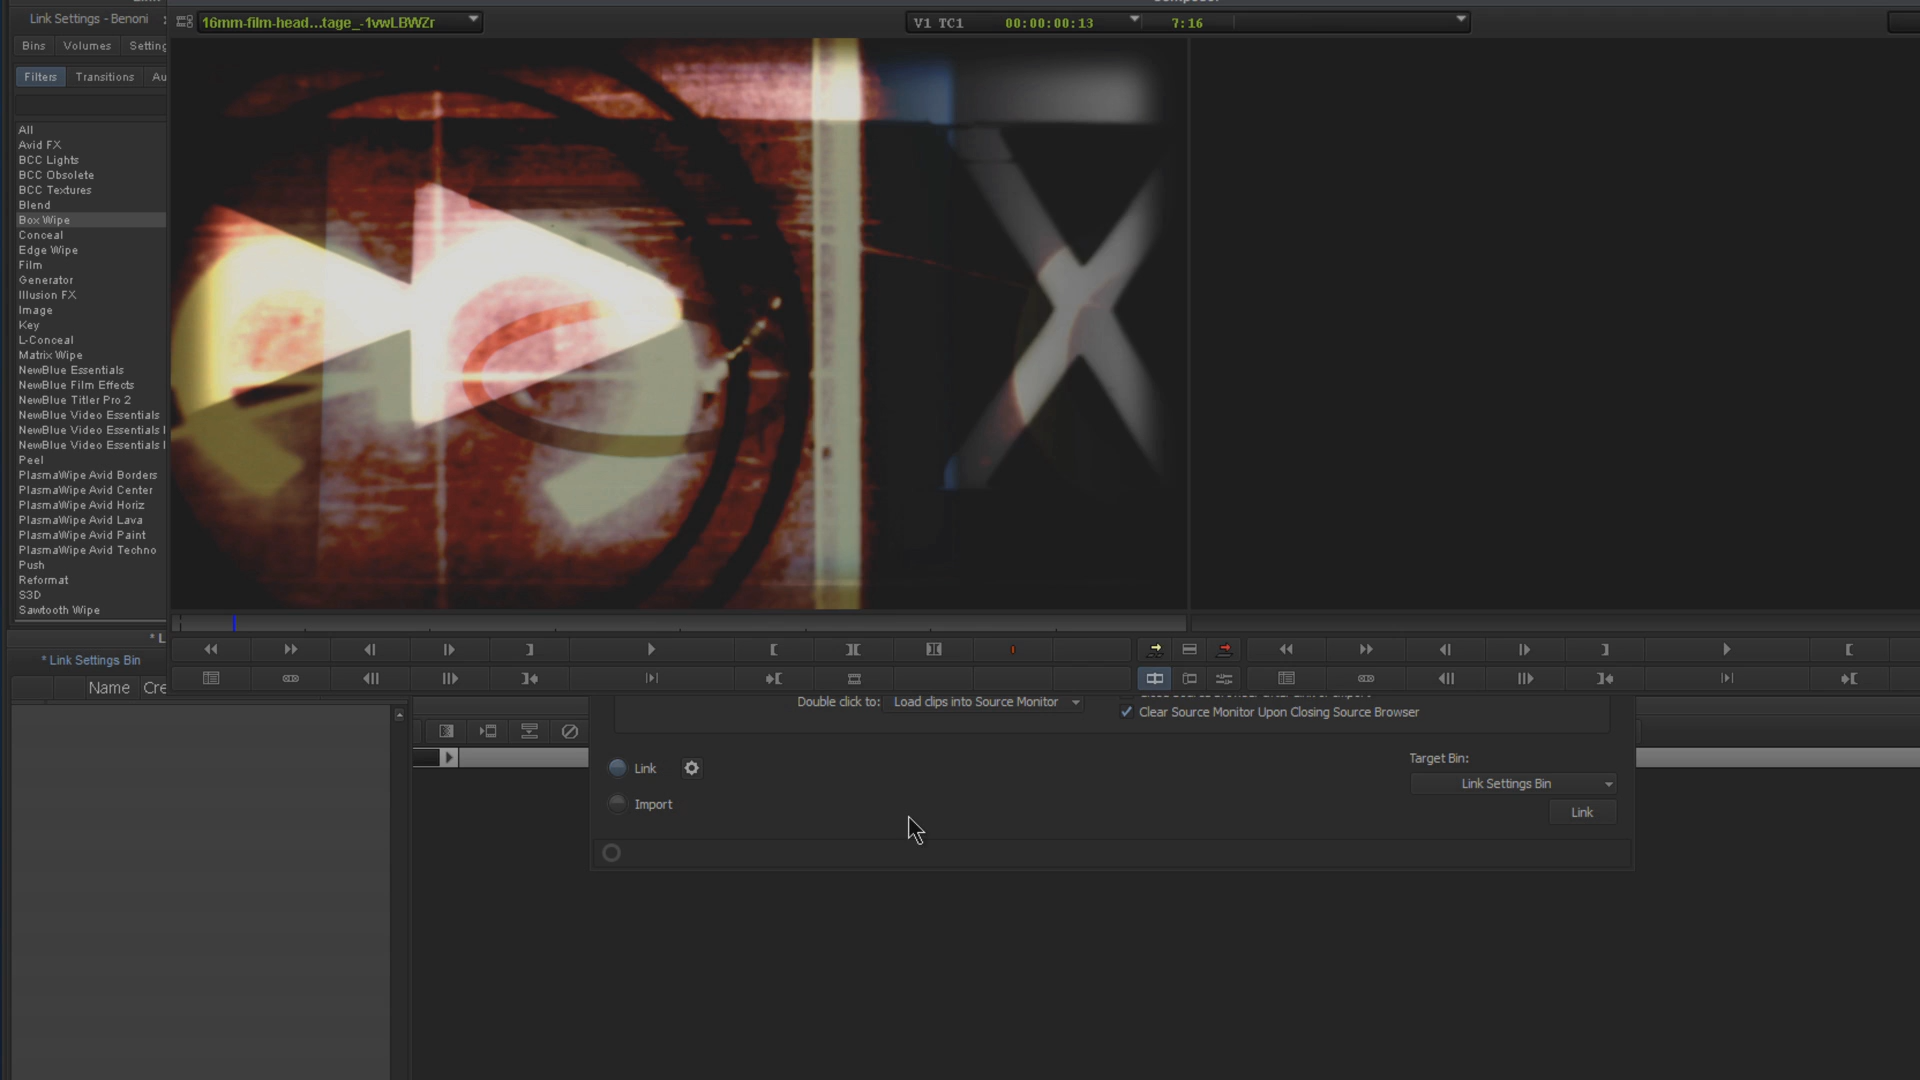 Link Settings - Benoni
16mm-film-head...tage_-1vwLBWZr
V1 TC1
00:00:00:13
7:16
Bins
Volumes
Setting
Filters
Transitions
Au
All
Avid FX
BCC Lights
BCC Obsolete
BCC Textures
Blend
Box Wipe
Conceal
Edge Wipe
Film
Generator
Illusion FX
Image
Key
L-Conceal
Matrix Wipe
NewBlue Essentials
NewBlue Film Effects
NewBlue Titler Pro 2
NewBlue Video Essentials
NewBlue Video Essentials I
NewBlue Video Essentials I
Peel
PlasmaWipe Avid Borders
PlasmaWipe Avid Center
PlasmaWipe Avid Horiz
PlasmaWipe Avid Lava
PlasmaWipe Avid Paint
PlasmaWipe Avid Techno
Push
Reformat
S3D
Sawtooth Wipe
* L
* Link Settings Bin
Name
Cre
Double click to:
Load clips into Source Monitor
Clear Source Monitor Upon Closing Source Browser
Link
Import
Target Bin:
Link Settings Bin
Link